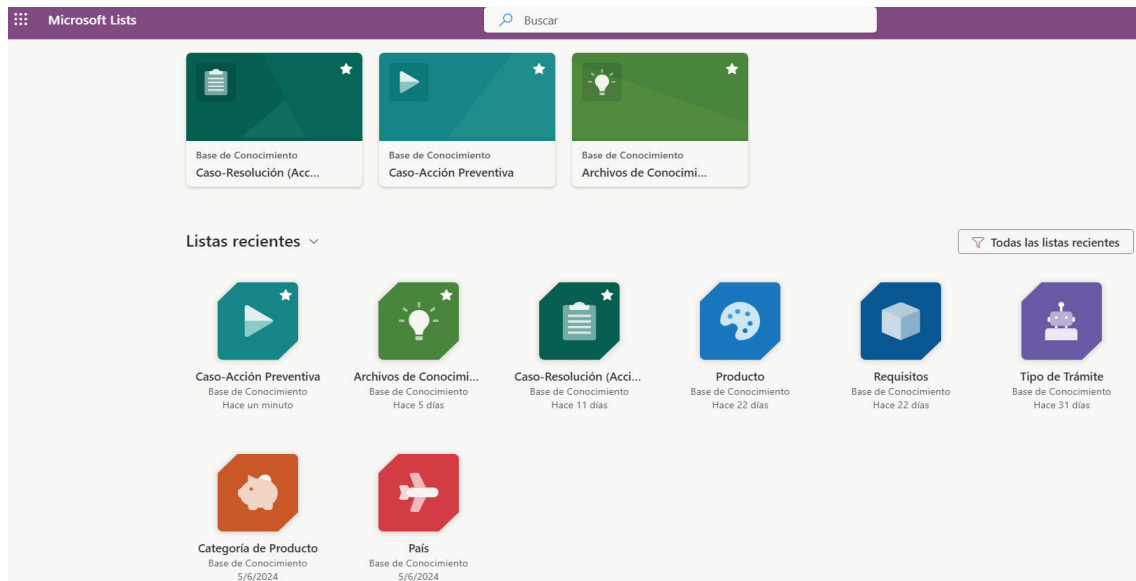 Microsoft Lists
Buscar
Base de Conocimiento
Caso-Resolución (Acc...
Base de Conocimiento
Caso-Acción Preventiva
Base de Conocimiento
Archivos de Conocimi...
Listas recientes
Todas las listas recientes
Caso-Acción Preventiva
Base de Conocimiento
Hace un minuto
Archivos de Conocimi...
Base de Conocimiento
Hace 5 días
Caso-Resolución (Acci...
Base de Conocimiento
Hace 11 días
Producto
Base de Conocimiento
Hace 22 días
Requisitos
Base de Conocimiento
Hace 22 días
Tipo de Trámite
Base de Conocimiento
Hace 31 días
Categoría de Producto
Base de Conocimiento
5/6/2024
País
Base de Conocimiento
5/6/2024